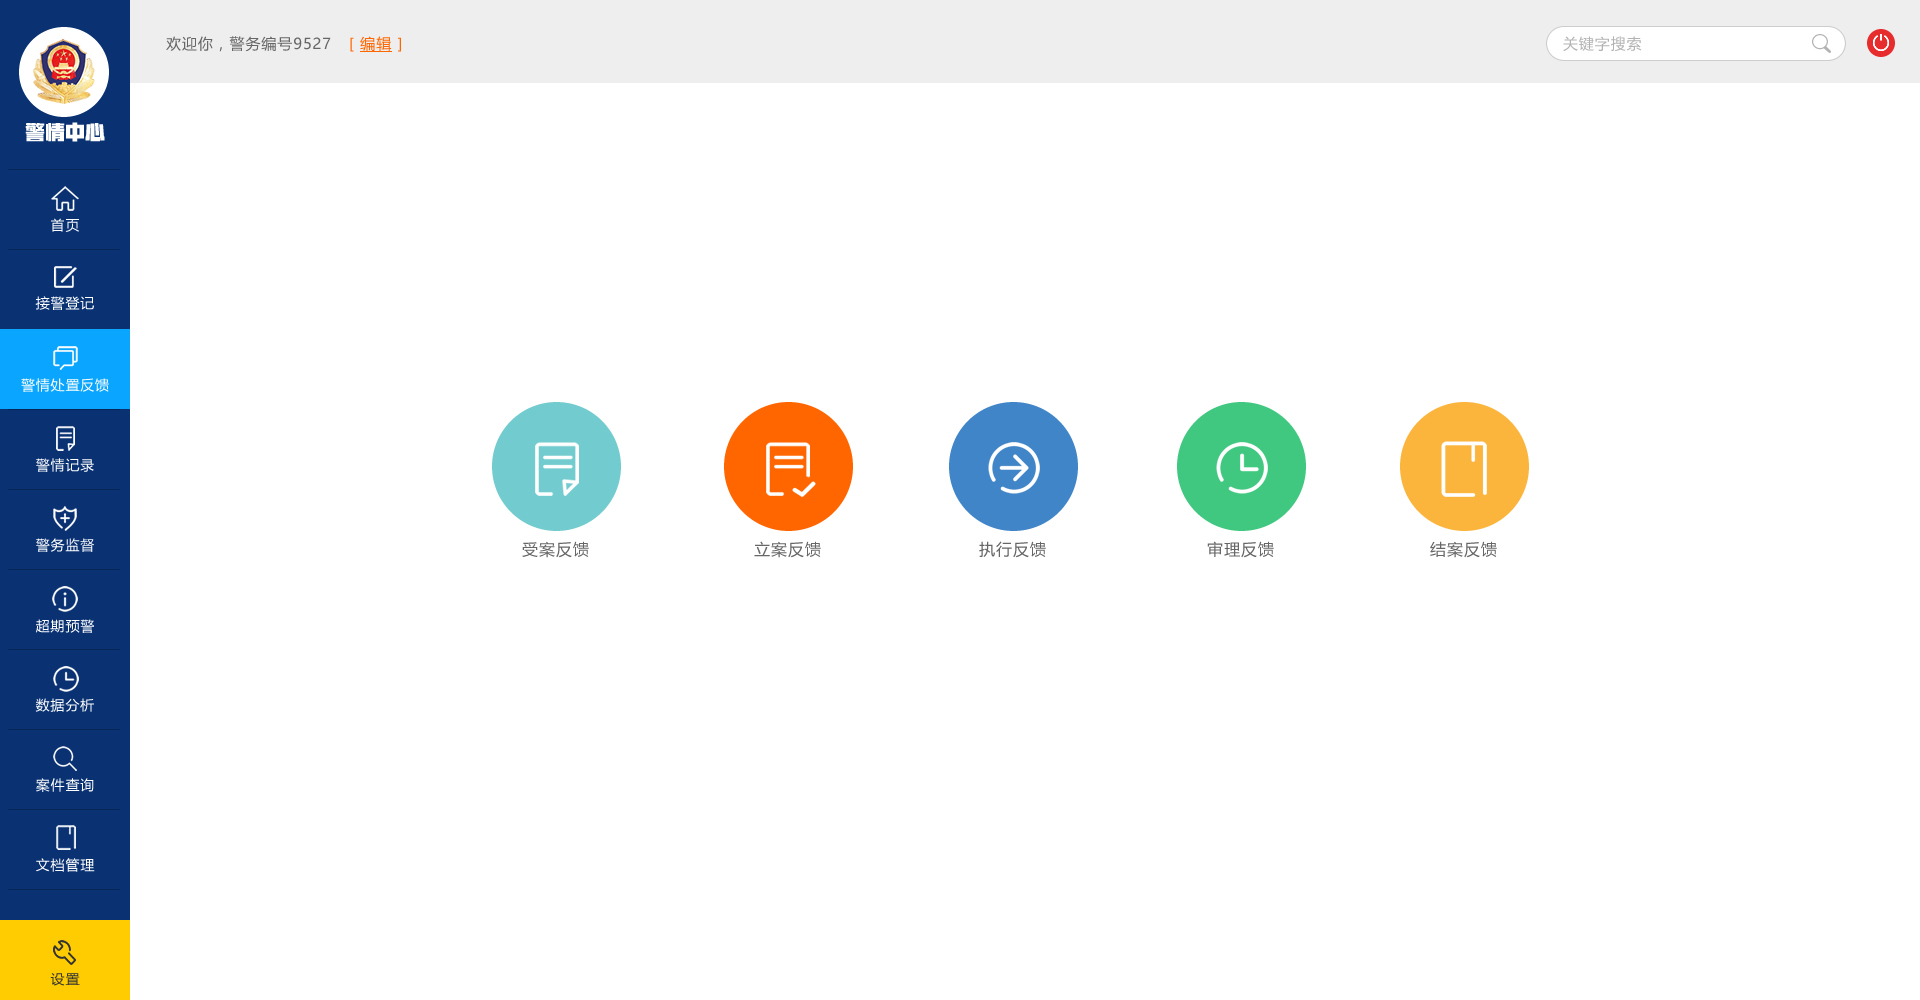 警情中心
首页
接警登记
警情处置反馈
警情记录
警务监督
超期预警
数据分析
案件查询
文档管理
设置
欢迎你，警务编号9527 [ 编辑 ]
关键字搜索
受案反馈
立案反馈
执行反馈
审理反馈
结案反馈